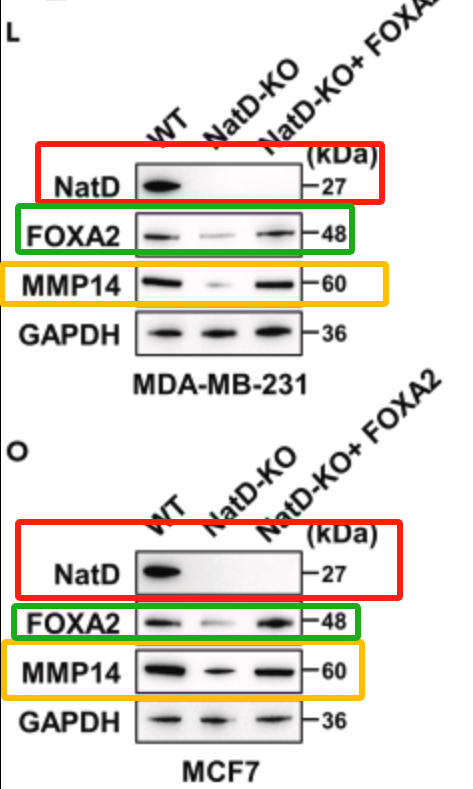 L
WT NatD-KO NatD-KO+ FOXA
(kDa)
NatD 27
FOXA2 48
MMP14 60
GAPDH 36
MDA-MB-231
O
WT NatD-KO NatD-KO+ FOXA2
(kDa)
NatD 27
FOXA2 48
MMP14 60
GAPDH 36
MCF7